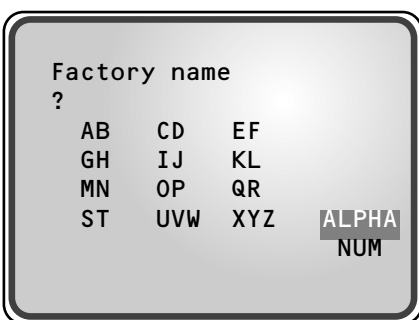 Factory name
?
AB CD EF
GH IJ KL
MN OP QR
ST UVW XYZ ALPHA
NUM